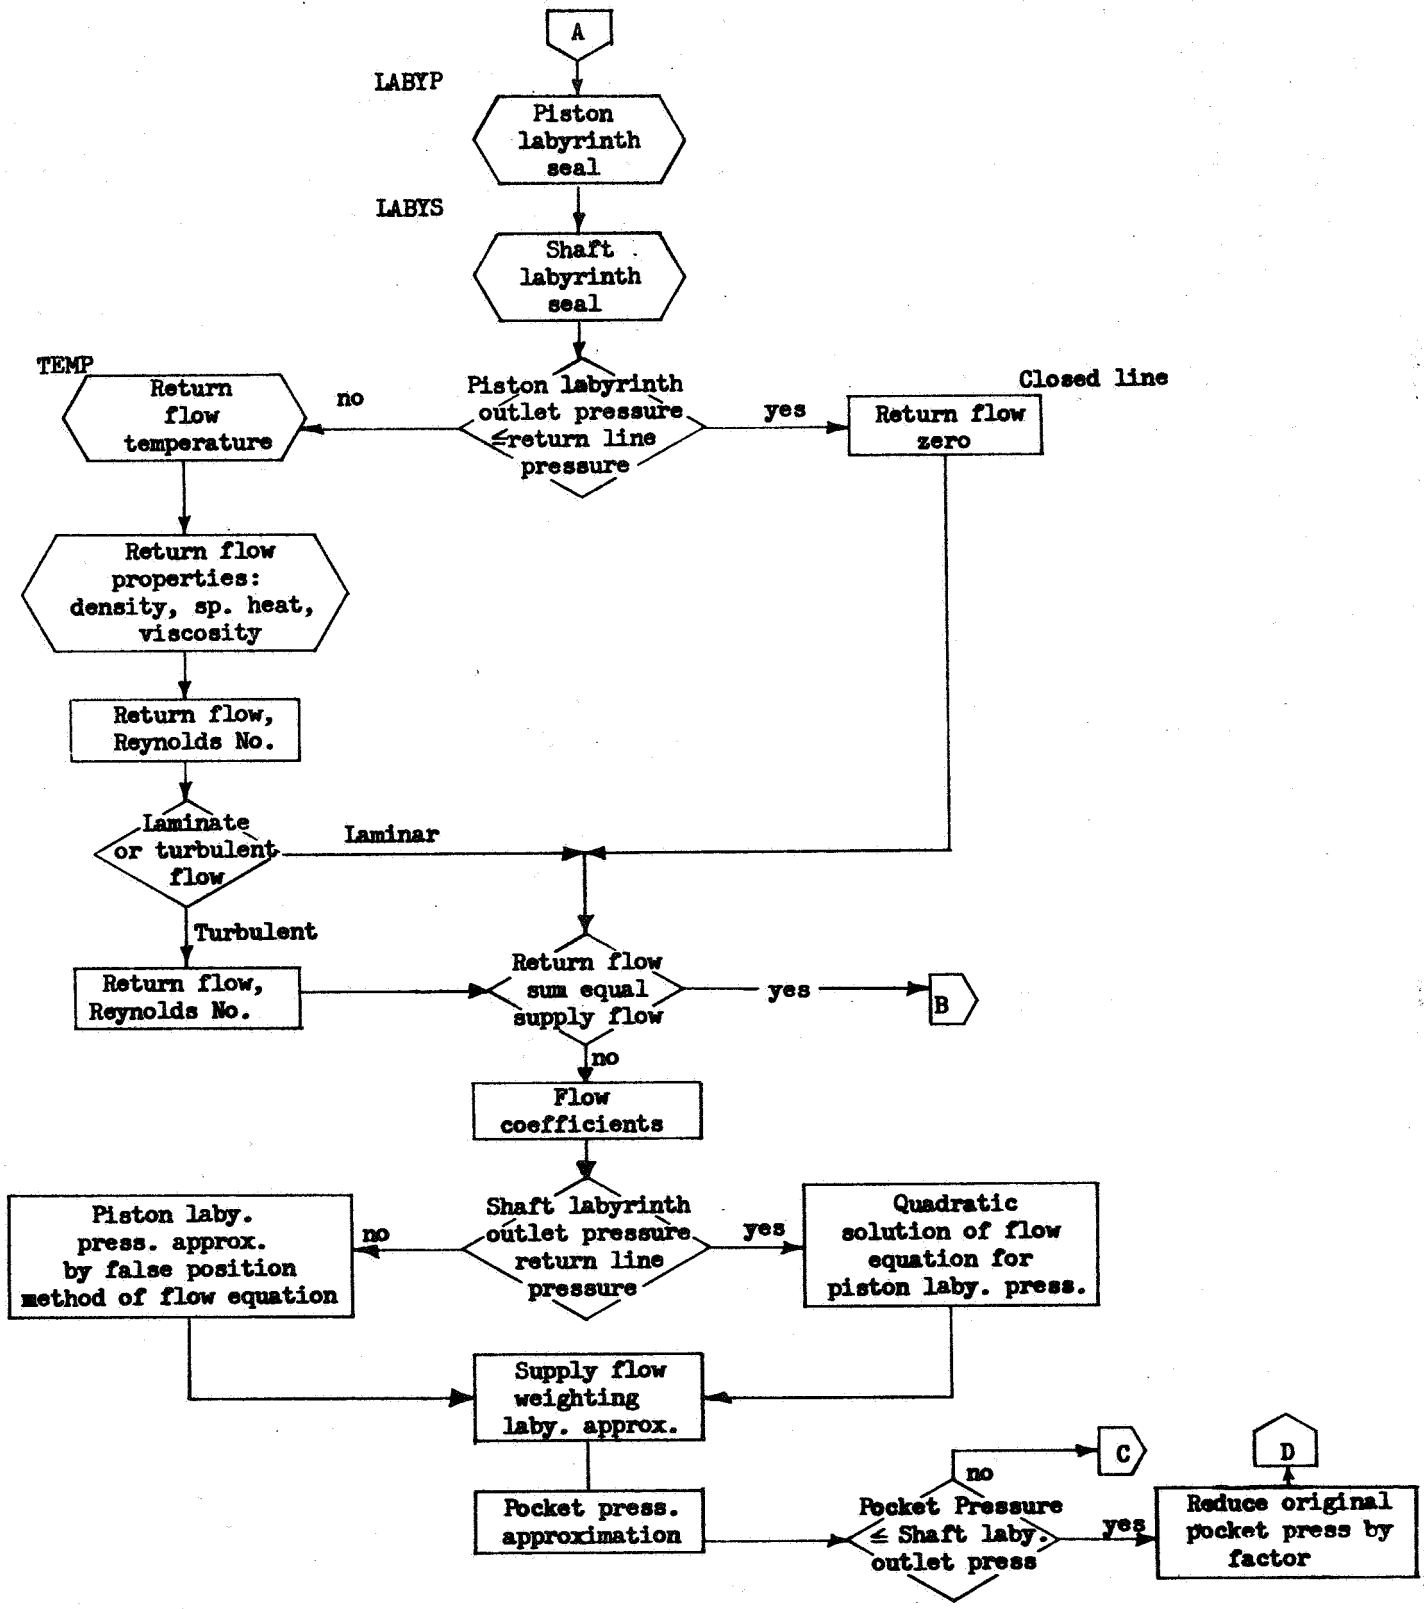 A
LABYP
Piston
labyrinth
seal
LABYS
Shaft
labyrinth
seal
TEMP
Return
flow
temperature
no
Piston labyrinth
outlet pressure
≤return line
pressure
yes
Closed line
Return flow
zero
Return flow
properties:
density, sp. heat,
viscosity
Return flow,
Reynolds No.
Laminate
or turbulent
flow
Laminar
Turbulent
Return flow,
Reynolds No.
Return flow
sum equal
supply flow
yes
B
no
Flow
coefficients
Piston laby.
press. approx.
by false position
method of flow equation
no
Shaft labyrinth
outlet pressure
return line
pressure
yes
Quadratic
solution of flow
equation for
piston laby. press.
Supply flow
weighting
laby. approx.
Pocket press.
approximation
Pocket Pressure
≤ Shaft laby.
outlet press
no
C
yes
D
Reduce original
pocket press by
factor